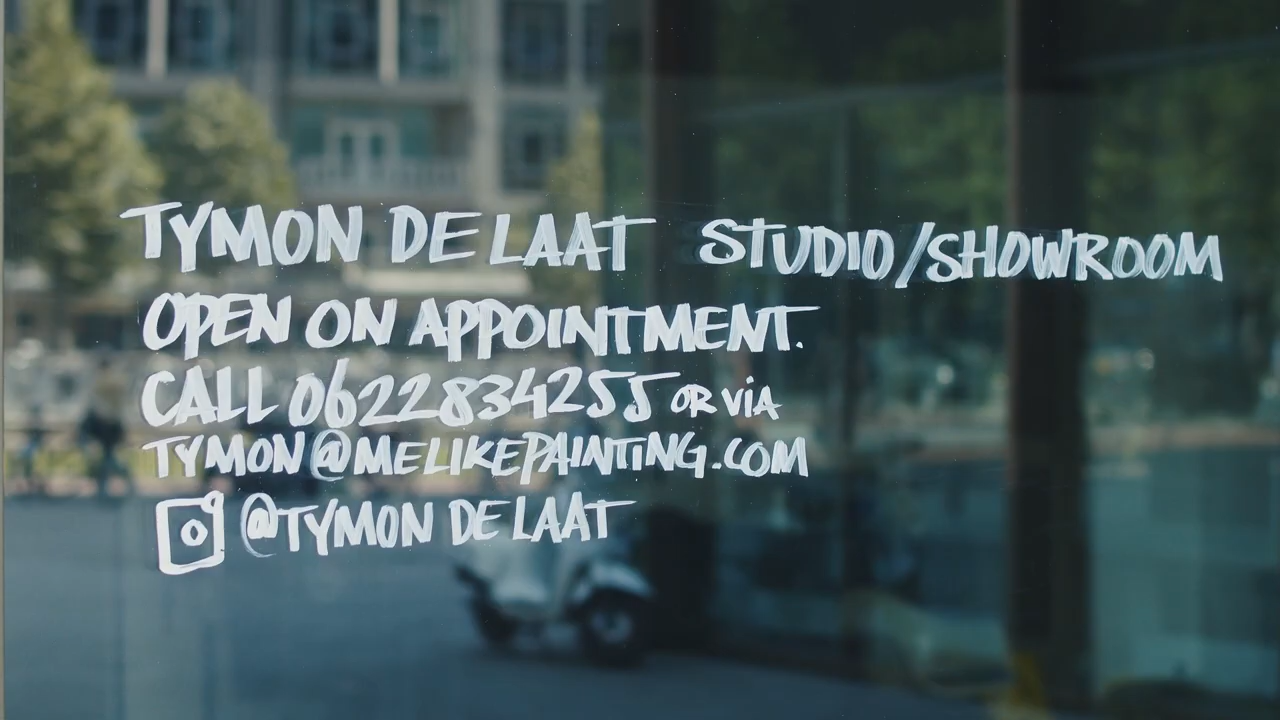 TYMON DE LAAT STUDIO/SHOWROOM
OPEN ON APPOINTMENT.
CALL 0622834255 OR ViA
TYMON@MELIKEPAINTING.COM
@TYMON DE LAAT